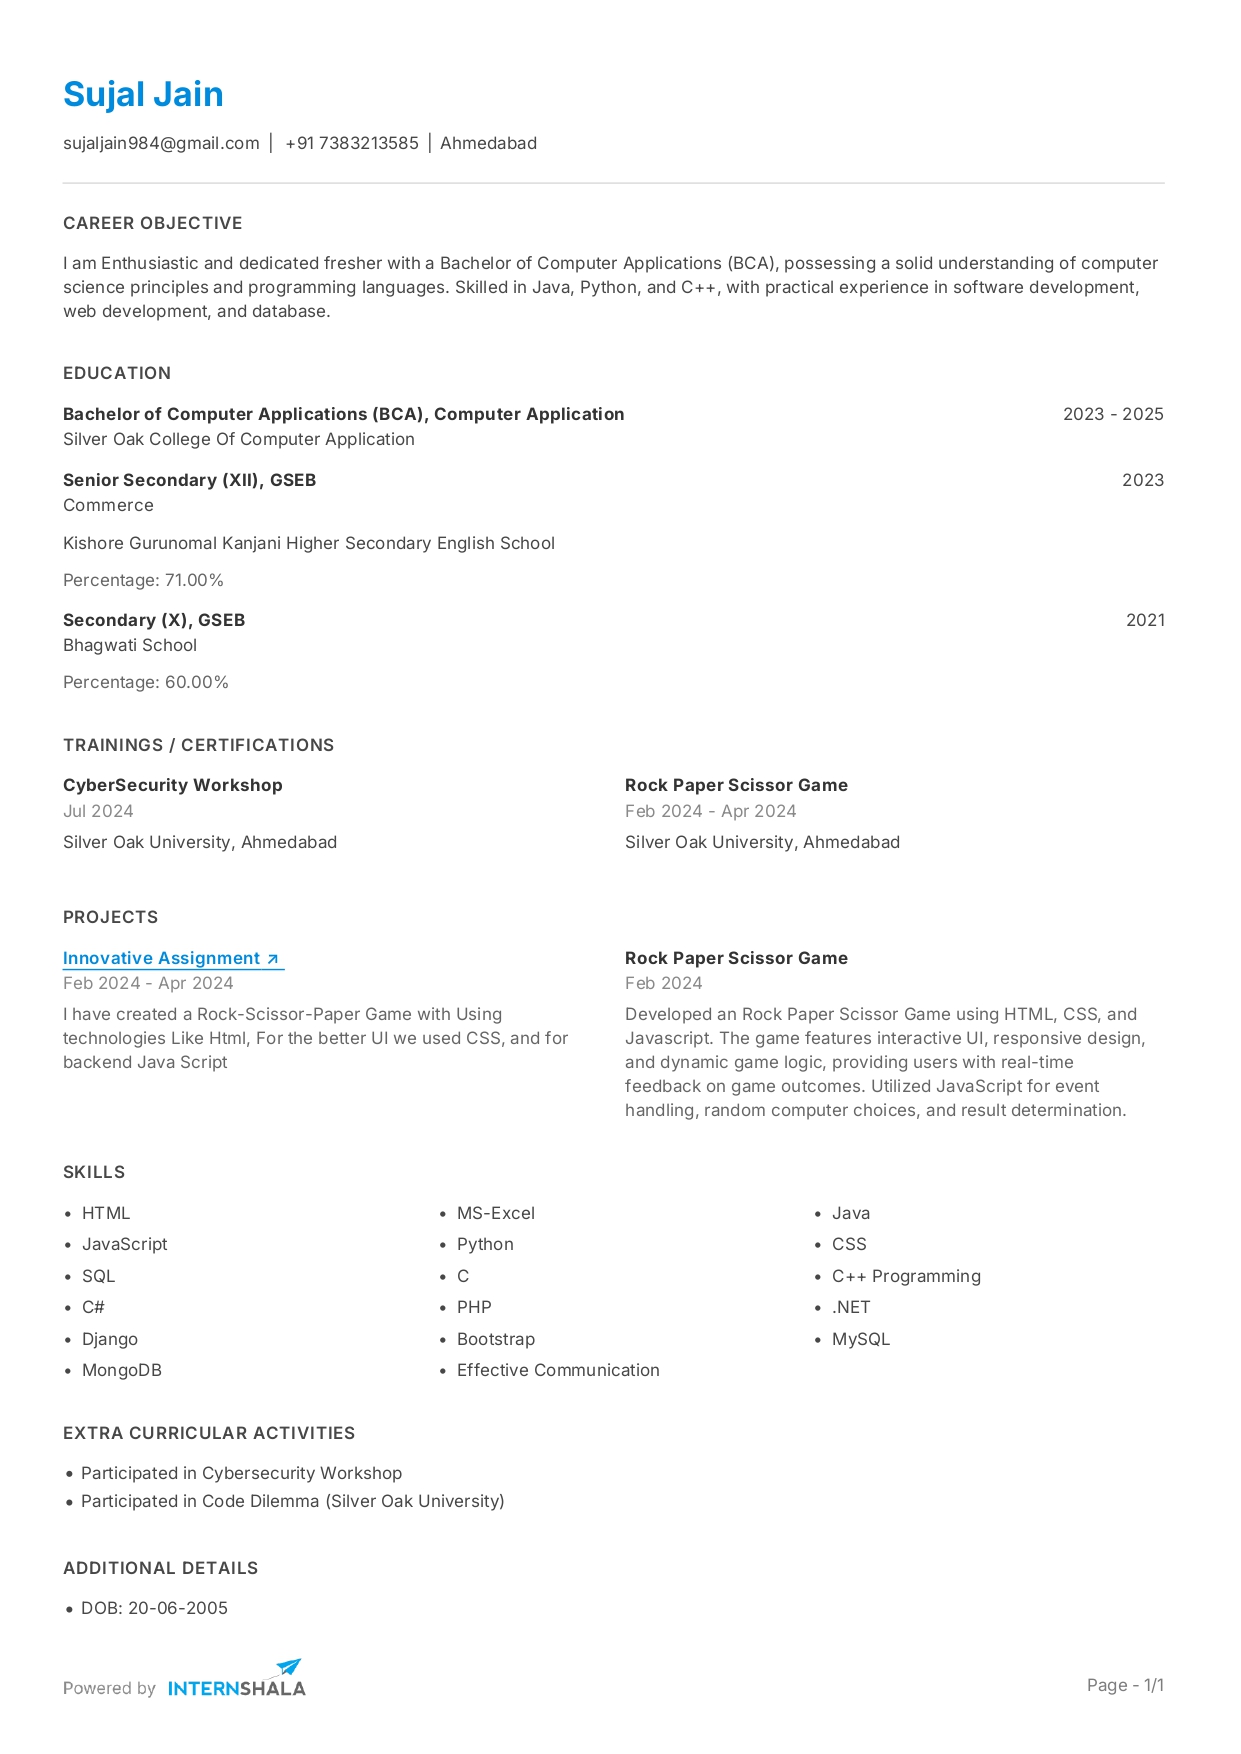 Sujal Jain
sujaljain984@gmail.com | +91 7383213585 | Ahmedabad
CAREER OBJECTIVE
I am Enthusiastic and dedicated fresher with a Bachelor of Computer Applications (BCA), possessing a solid understanding of computer
science principles and programming languages. Skilled in Java, Python, and C++, with practical experience in software development,
web development, and database.
EDUCATION
Bachelor of Computer Applications (BCA), Computer Application 2023 - 2025
Silver Oak College Of Computer Application
Senior Secondary (XII), GSEB 2023
Commerce
Kishore Gurunomal Kanjani Higher Secondary English School
Percentage: 71.00%
Secondary (X), GSEB 2021
Bhagwati School
Percentage: 60.00%
TRAININGS / CERTIFICATIONS
CyberSecurity Workshop
Jul 2024
Silver Oak University, Ahmedabad
Rock Paper Scissor Game
Feb 2024 - Apr 2024
Silver Oak University, Ahmedabad
PROJECTS
Innovative Assignment ↗
Feb 2024 - Apr 2024
I have created a Rock-Scissor-Paper Game with Using
technologies Like Html, For the better UI we used CSS, and for
backend Java Script
Rock Paper Scissor Game
Feb 2024
Developed an Rock Paper Scissor Game using HTML, CSS, and
Javascript. The game features interactive UI, responsive design,
and dynamic game logic, providing users with real-time
feedback on game outcomes. Utilized JavaScript for event
handling, random computer choices, and result determination.
SKILLS
• HTML • MS-Excel • Java
• JavaScript • Python • CSS
• SQL • C • C++ Programming
• C# • PHP • .NET
• Django • Bootstrap • MySQL
• MongoDB • Effective Communication
EXTRA CURRICULAR ACTIVITIES
• Participated in Cybersecurity Workshop
• Participated in Code Dilemma (Silver Oak University)
ADDITIONAL DETAILS
• DOB: 20-06-2005
Powered by INTERNSHALA Page - 1/1